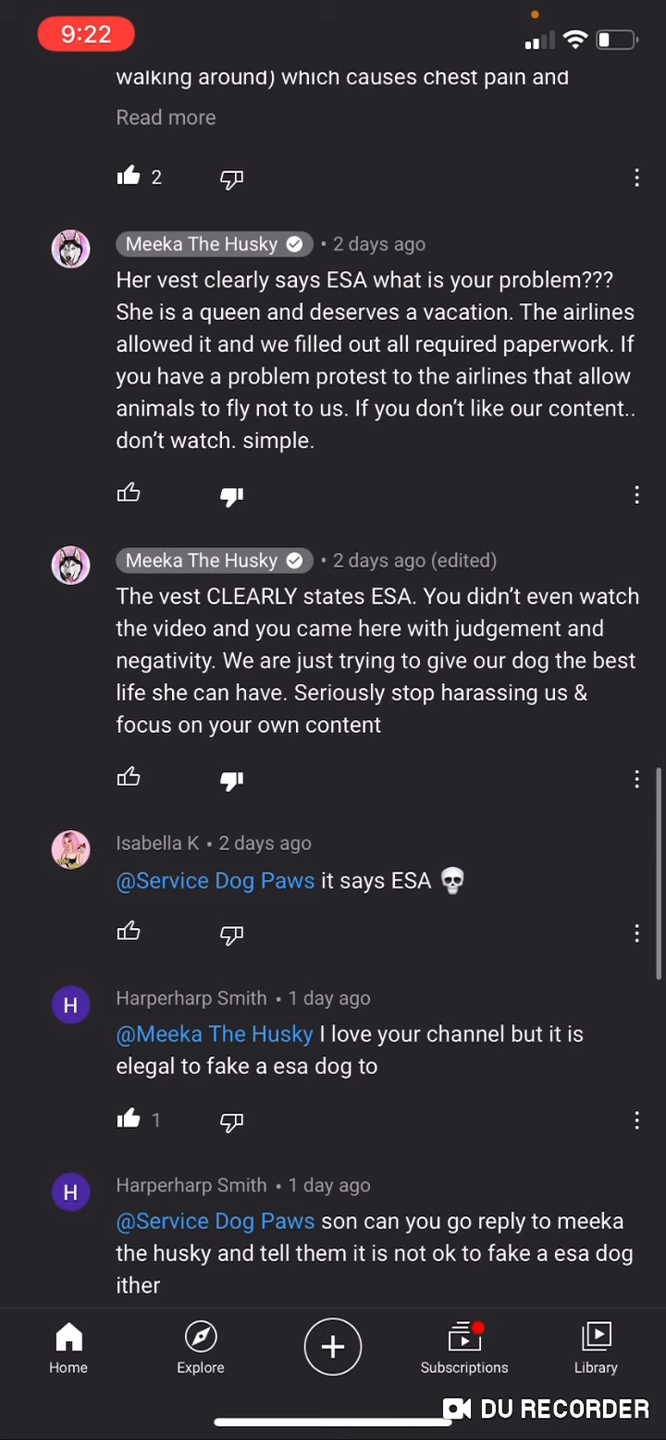 9:22
walking around) which causes chest pain and
Read more
2
Meeka The Husky • 2 days ago
Her vest clearly says ESA what is your problem???
She is a queen and deserves a vacation. The airlines
allowed it and we filled out all required paperwork. If
you have a problem protest to the airlines that allow
animals to fly not to us. If you don’t like our content..
don’t watch. simple.
Meeka The Husky • 2 days ago (edited)
The vest CLEARLY states ESA. You didn’t even watch
the video and you came here with judgement and
negativity. We are just trying to give our dog the best
life she can have. Seriously stop harassing us &
focus on your own content
Isabella K • 2 days ago
@Service Dog Paws it says ESA 💀
H
Harperharp Smith • 1 day ago
@Meeka The Husky I love your channel but it is
elegal to fake a esa dog to
1
H
Harperharp Smith • 1 day ago
@Service Dog Paws son can you go reply to meeka
the husky and tell them it is not ok to fake a esa dog
ither
Home Explore Subscriptions Library
DU RECORDER